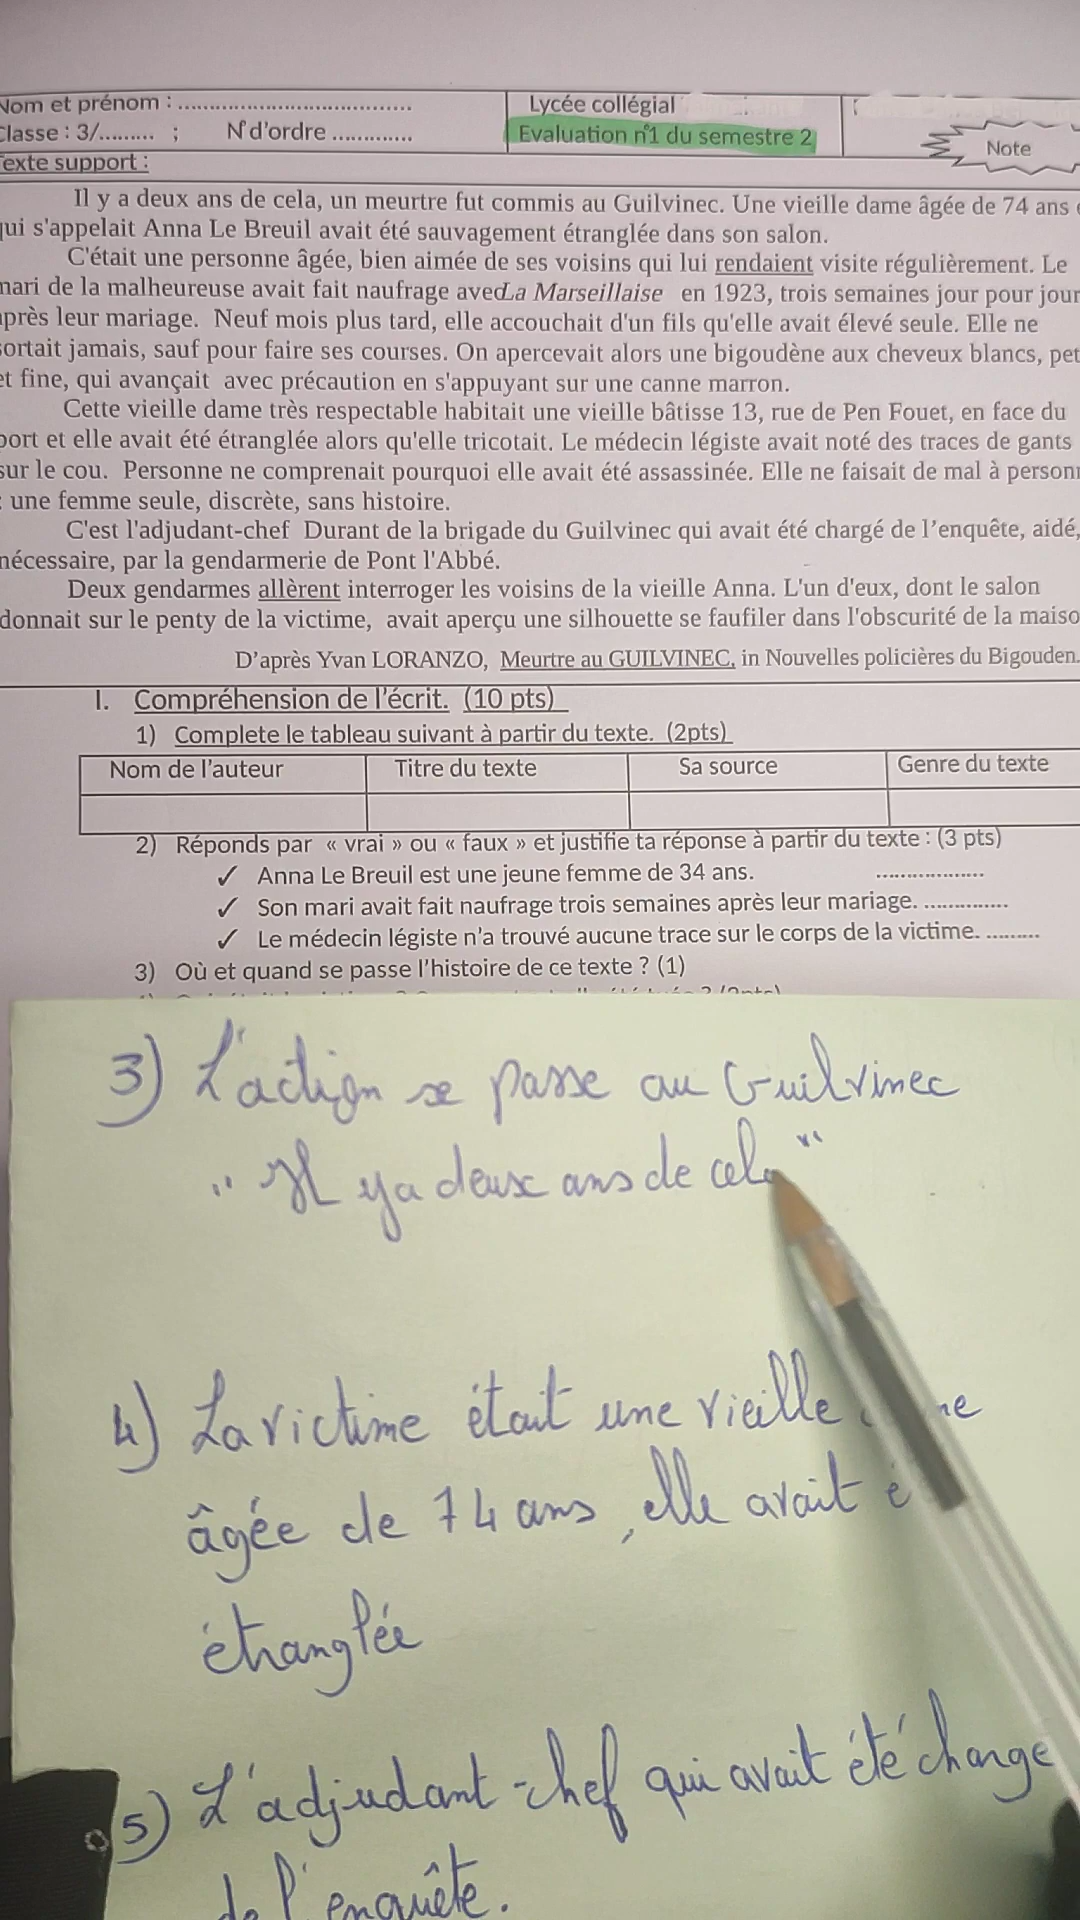 Nom et prénom : ....................................... Lycée collégial
Classe : 3/......... ; N°d'ordre ............. Evaluation n°1 du semestre 2 Note
Texte support :
Il y a deux ans de cela, un meurtre fut commis au Guilvinec. Une vieille dame âgée de 74 ans
qui s'appelait Anna Le Breuil avait été sauvagement étranglée dans son salon.
C'était une personne âgée, bien aimée de ses voisins qui lui rendaient visite régulièrement. Le
mari de la malheureuse avait fait naufrage avec La Marseillaise en 1923, trois semaines jour pour jour
après leur mariage. Neuf mois plus tard, elle accouchait d'un fils qu'elle avait élevé seule. Elle ne
sortait jamais, sauf pour faire ses courses. On apercevait alors une bigoudène aux cheveux blancs, pet
et fine, qui avançait avec précaution en s'appuyant sur une canne marron.
Cette vieille dame très respectable habitait une vieille bâtisse 13, rue de Pen Fouet, en face du
port et elle avait été étranglée alors qu'elle tricotait. Le médecin légiste avait noté des traces de gants
sur le cou. Personne ne comprenait pourquoi elle avait été assassinée. Elle ne faisait de mal à person
: une femme seule, discrète, sans histoire.
C'est l'adjudant-chef Durant de la brigade du Guilvinec qui avait été chargé de l'enquête, aidé,
nécessaire, par la gendarmerie de Pont l'Abbé.
Deux gendarmes allèrent interroger les voisins de la vieille Anna. L'un d'eux, dont le salon
donnait sur le penty de la victime, avait aperçu une silhouette se faufiler dans l'obscurité de la maiso
D'après Yvan LORANZO, Meurtre au GUILVINEC, in Nouvelles policières du Bigouden.
I. Compréhension de l'écrit. (10 pts)
1) Complete le tableau suivant à partir du texte. (2pts)
Nom de l'auteur Titre du texte Sa source Genre du texte
2) Réponds par « vrai » ou « faux » et justifie ta réponse à partir du texte : (3 pts)
✓ Anna Le Breuil est une jeune femme de 34 ans. ..................
✓ Son mari avait fait naufrage trois semaines après leur mariage. ..............
✓ Le médecin légiste n'a trouvé aucune trace sur le corps de la victime. .........
3) Où et quand se passe l'histoire de ce texte ? (1)
3) L'action se passe au Guilvinec
" Il y a deux ans de cela "
4) La victime était une vieille
âgée de 74 ans, elle avait é
étranglée
5) L'adjudant-chef qui avait été change
de l'enquête.